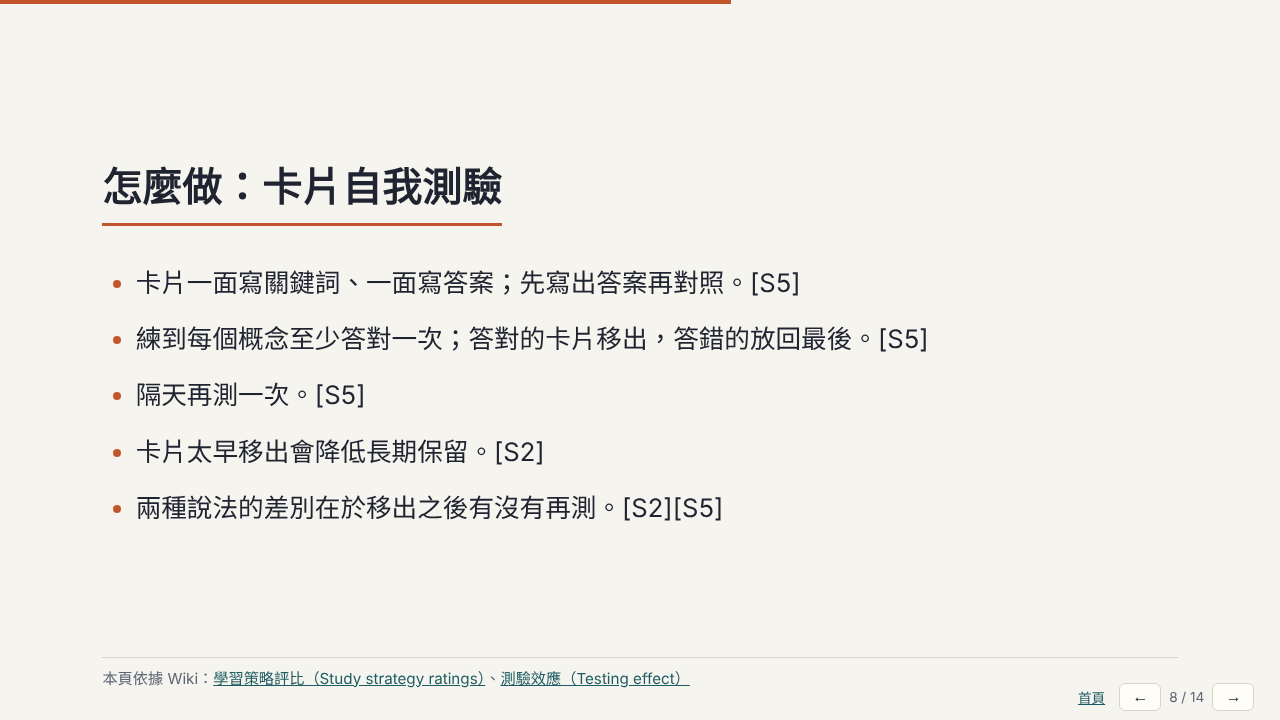 怎麼做：卡片自我測驗
卡片一面寫關鍵詞、一面寫答案；先寫出答案再對照。[S5]
練到每個概念至少答對一次；答對的卡片移出，答錯的放回最後。[S5]
隔天再測一次。[S5]
卡片太早移出會降低長期保留。[S2]
兩種說法的差別在於移出之後有沒有再測。[S2][S5]
本頁依據 Wiki：學習策略評比（Study strategy ratings）、測驗效應（Testing effect）
首頁 ← 8 / 14 →